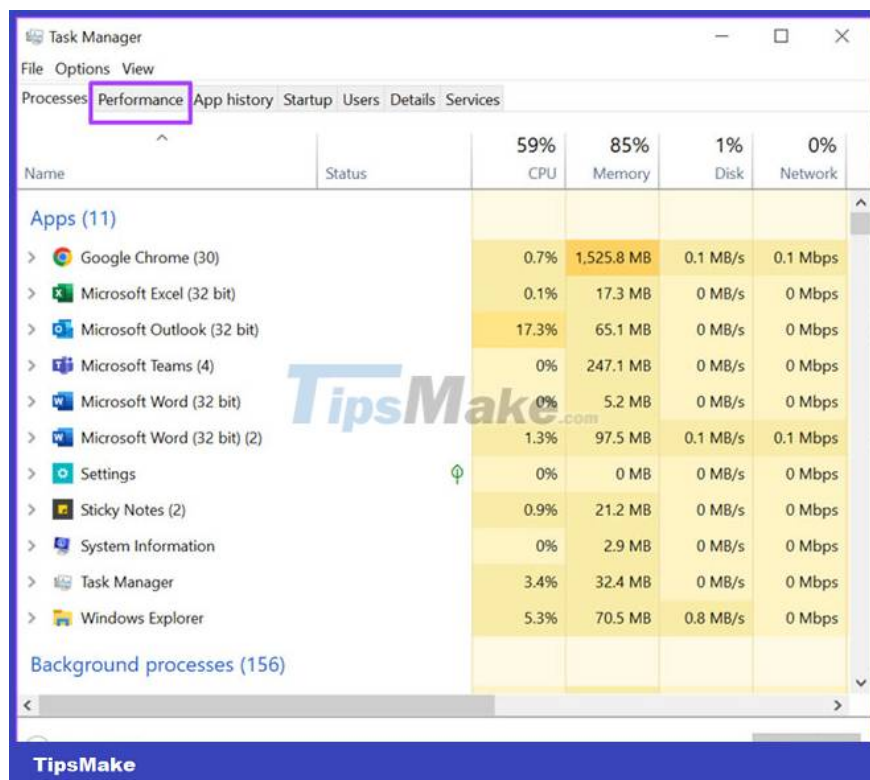 Task Manager
File Options View
Processes Performance App history Startup Users Details Services
59% 85% 1% 0%
Name Status CPU Memory Disk Network
Apps (11)
Google Chrome (30) 0.7% 1,525.8 MB 0.1 MB/s 0.1 Mbps
Microsoft Excel (32 bit) 0.1% 17.3 MB 0 MB/s 0 Mbps
Microsoft Outlook (32 bit) 17.3% 65.1 MB 0 MB/s 0 Mbps
Microsoft Teams (4) 0% 247.1 MB 0 MB/s 0 Mbps
Microsoft Word (32 bit) 0% 5.2 MB 0 MB/s 0 Mbps
TipsMake.com
Microsoft Word (32 bit) (2) 1.3% 97.5 MB 0.1 MB/s 0.1 Mbps
Settings 0% 0 MB 0 MB/s 0 Mbps
Sticky Notes (2) 0.9% 21.2 MB 0 MB/s 0 Mbps
System Information 0% 2.9 MB 0 MB/s 0 Mbps
Task Manager 3.4% 32.4 MB 0 MB/s 0 Mbps
Windows Explorer 5.3% 70.5 MB 0.8 MB/s 0 Mbps
Background processes (156)
TipsMake